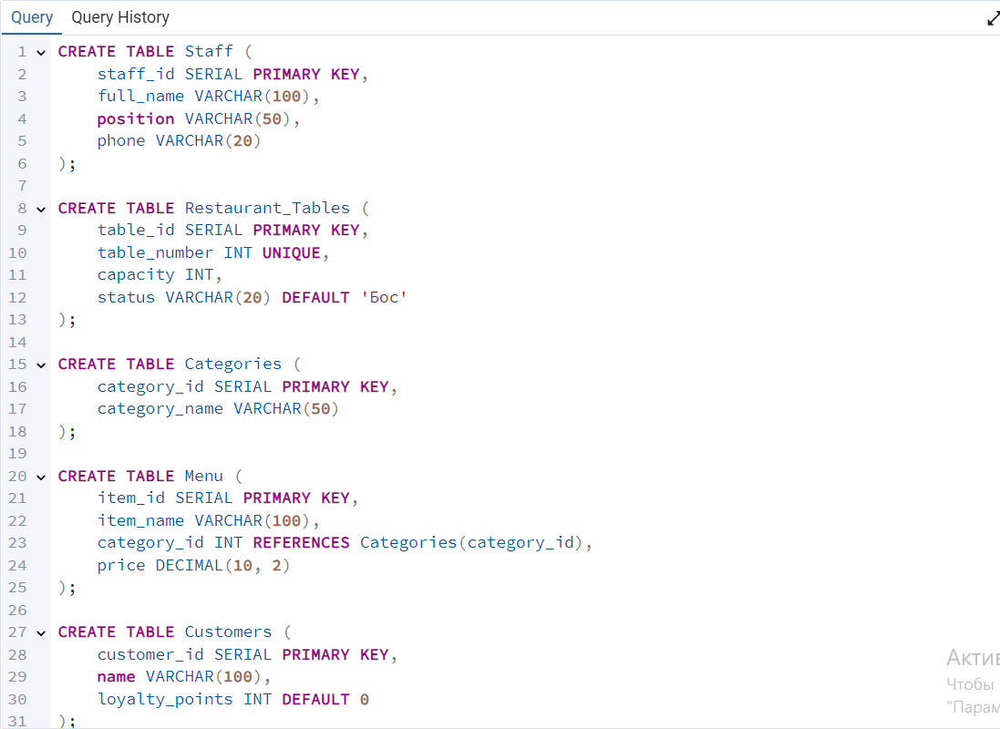 Query Query History
1 CREATE TABLE Staff (
2 staff_id SERIAL PRIMARY KEY,
3 full_name VARCHAR(100),
4 position VARCHAR(50),
5 phone VARCHAR(20)
6 );
7
8 CREATE TABLE Restaurant_Tables (
9 table_id SERIAL PRIMARY KEY,
10 table_number INT UNIQUE,
11 capacity INT,
12 status VARCHAR(20) DEFAULT 'Бос'
13 );
14
15 CREATE TABLE Categories (
16 category_id SERIAL PRIMARY KEY,
17 category_name VARCHAR(50)
18 );
19
20 CREATE TABLE Menu (
21 item_id SERIAL PRIMARY KEY,
22 item_name VARCHAR(100),
23 category_id INT REFERENCES Categories(category_id),
24 price DECIMAL(10, 2)
25 );
26
27 CREATE TABLE Customers (
28 customer_id SERIAL PRIMARY KEY,
29 name VARCHAR(100),
30 loyalty_points INT DEFAULT 0
31 );
Чтобы